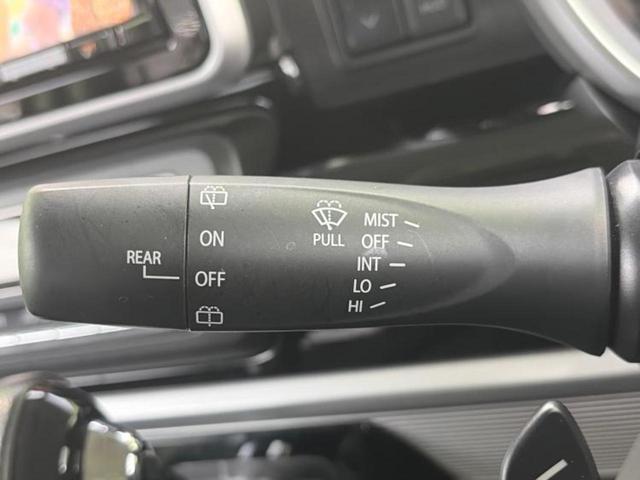 REAR
ON
OFF
PULL
MIST
OFF
INT
LO
HI